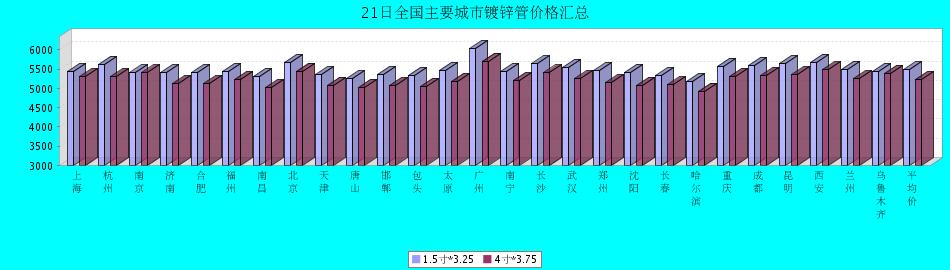 21日全国主要城市镀锌管价格汇总
6000
5500
5000
4500
4000
3500
3000
上海
杭州
南京
济南
合肥
福州
南昌
北京
天津
唐山
邯郸
包头
太原
广州
南宁
长沙
武汉
郑州
沈阳
长春
哈尔滨
重庆
成都
昆明
西安
兰州
乌鲁木齐
平均价
1.5寸*3.25
4寸*3.75